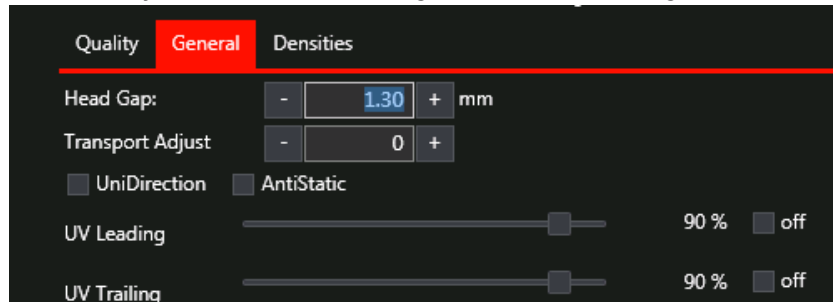 Quality General Densities
Head Gap: - 1.30 + mm
Transport Adjust - 0 +
UniDirection AntiStatic
UV Leading 90 % off
UV Trailing 90 % off